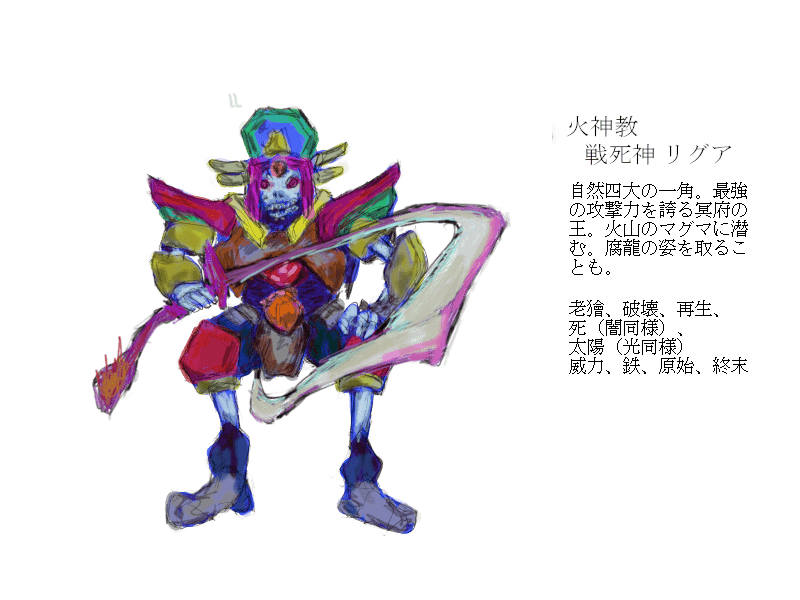 火神教
戦死神 リグア
自然四大の一角。最強
の攻撃力を誇る冥府の
王。火山のマグマに潜
む。腐龍の姿を取るこ
とも。
老獪、破壊、再生、
死（闇同様）、
太陽（光同様）
威力、鉄、原始、終末